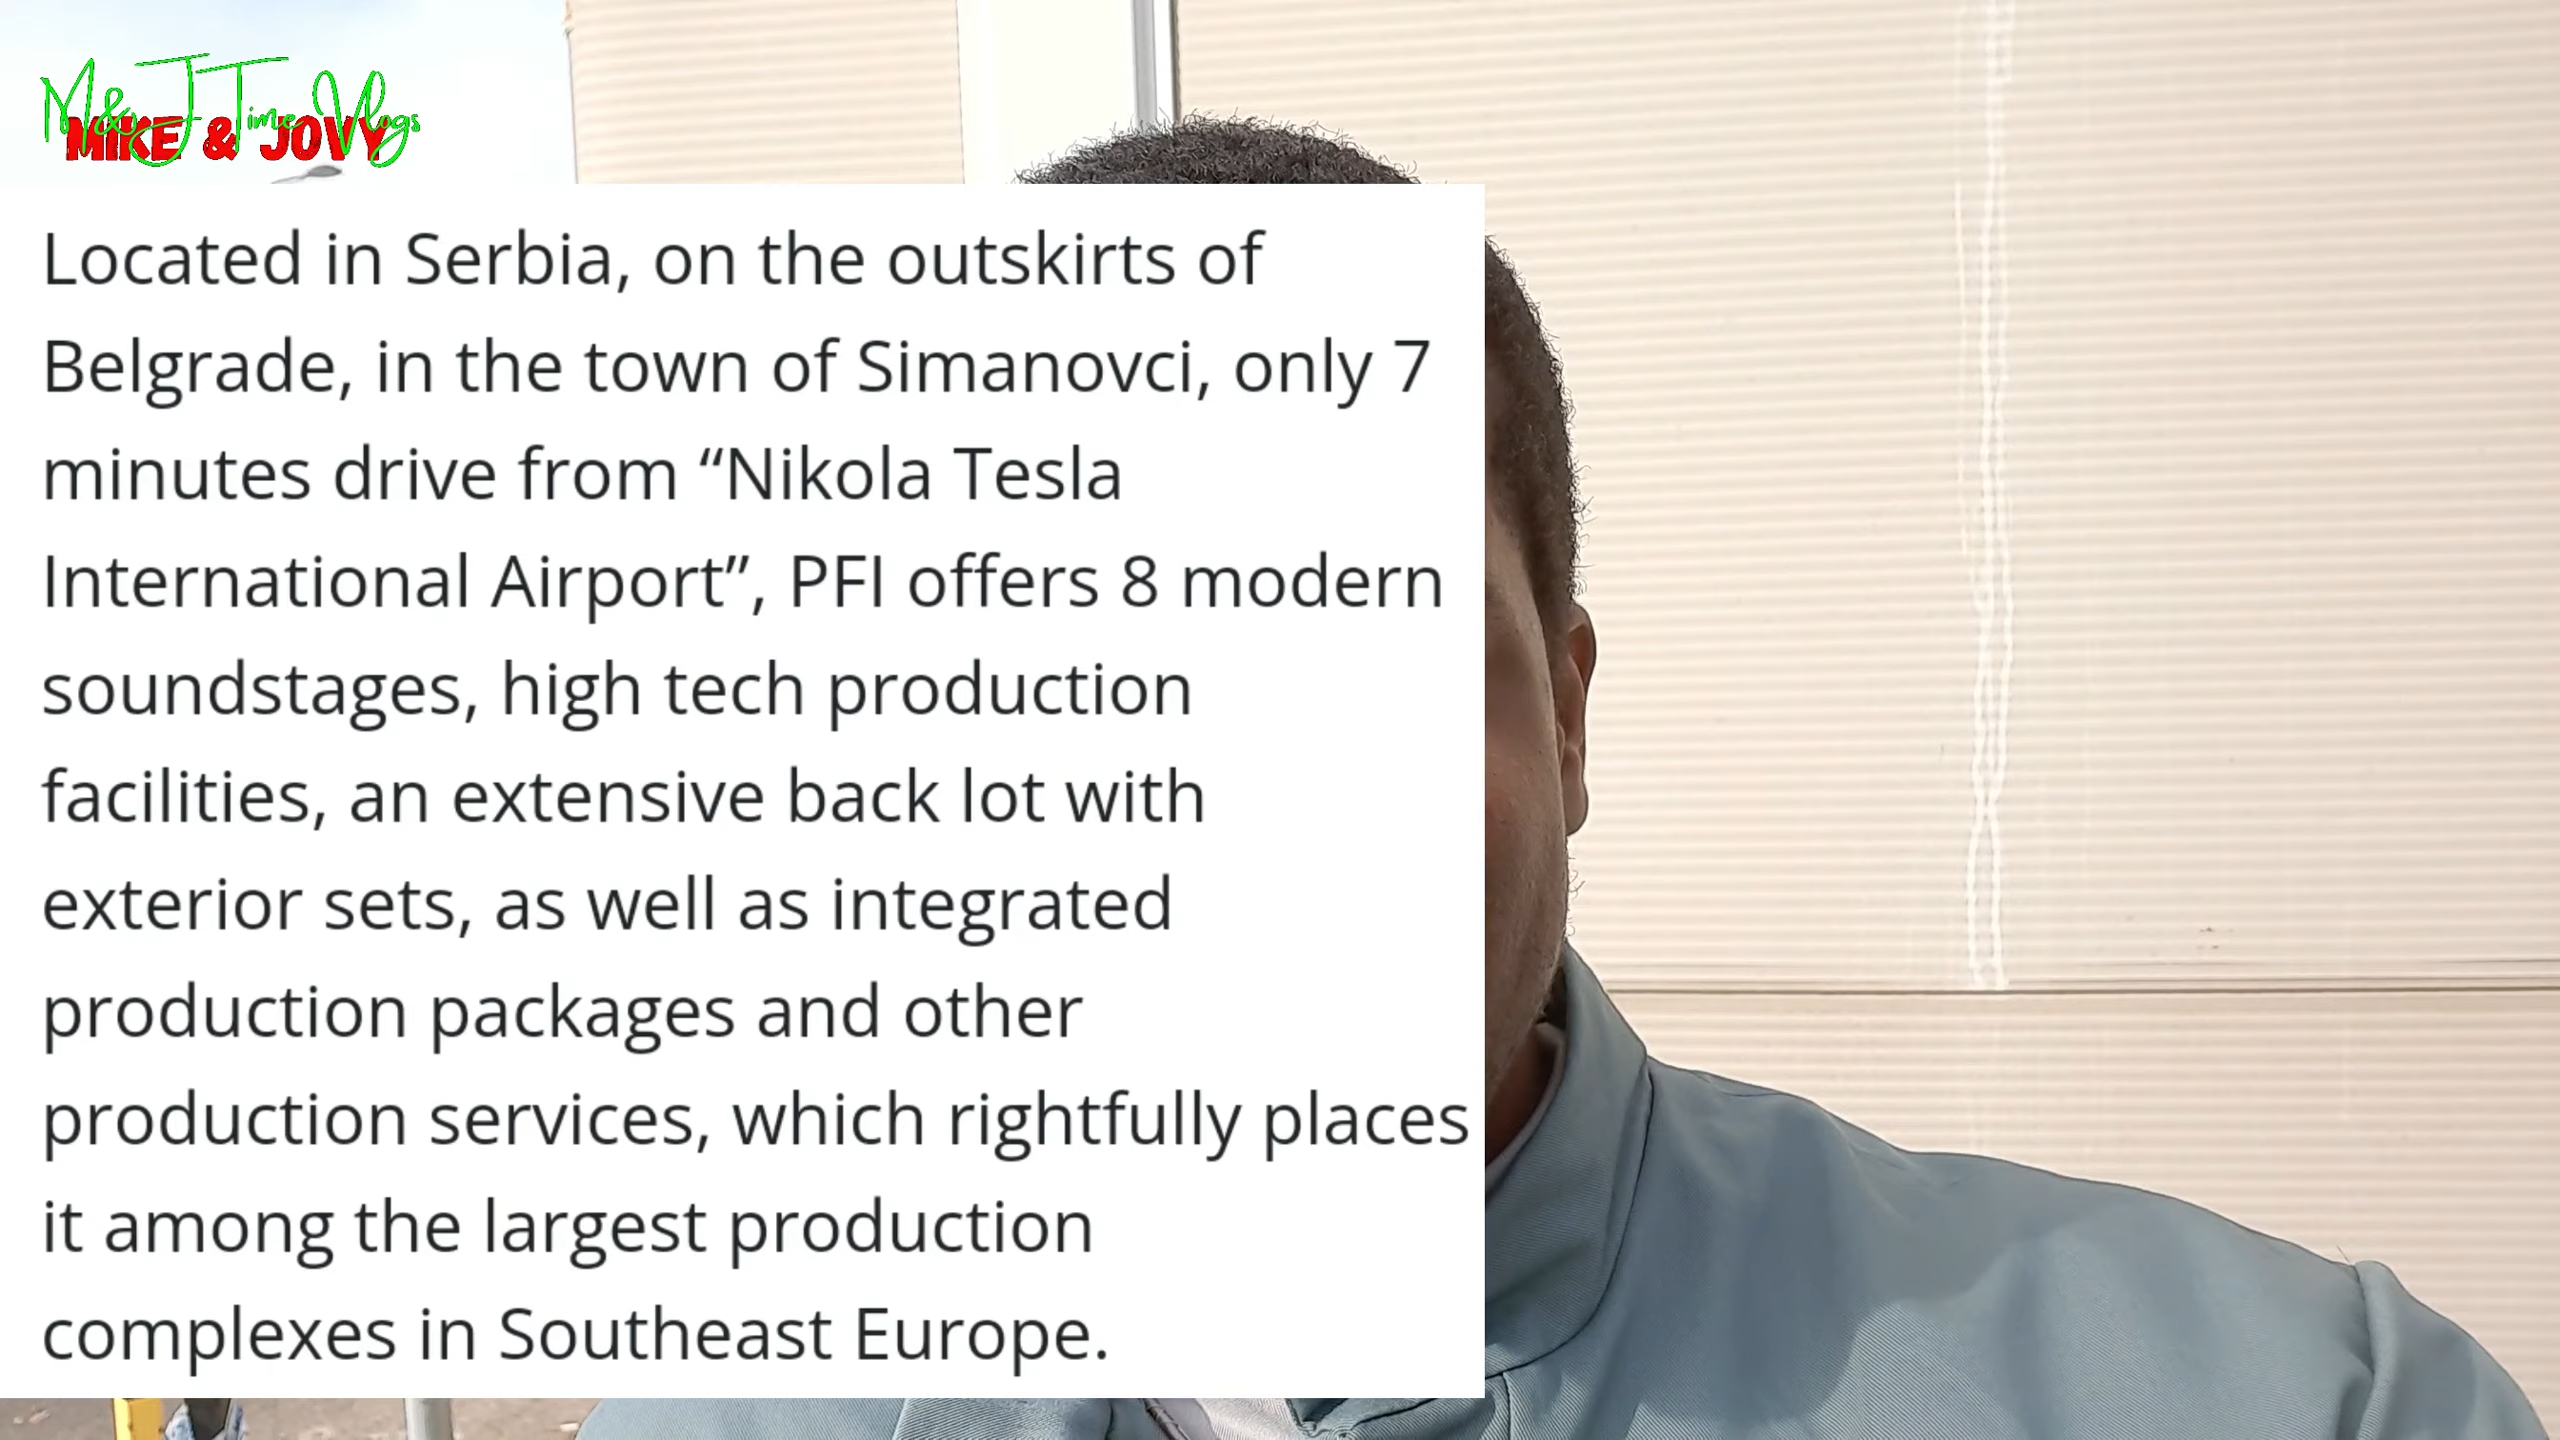 M&J Time Vlogs
MIKE & JOVY
Located in Serbia, on the outskirts of
Belgrade, in the town of Simanovci, only 7
minutes drive from “Nikola Tesla
International Airport”, PFI offers 8 modern
soundstages, high tech production
facilities, an extensive back lot with
exterior sets, as well as integrated
production packages and other
production services, which rightfully places
it among the largest production
complexes in Southeast Europe.